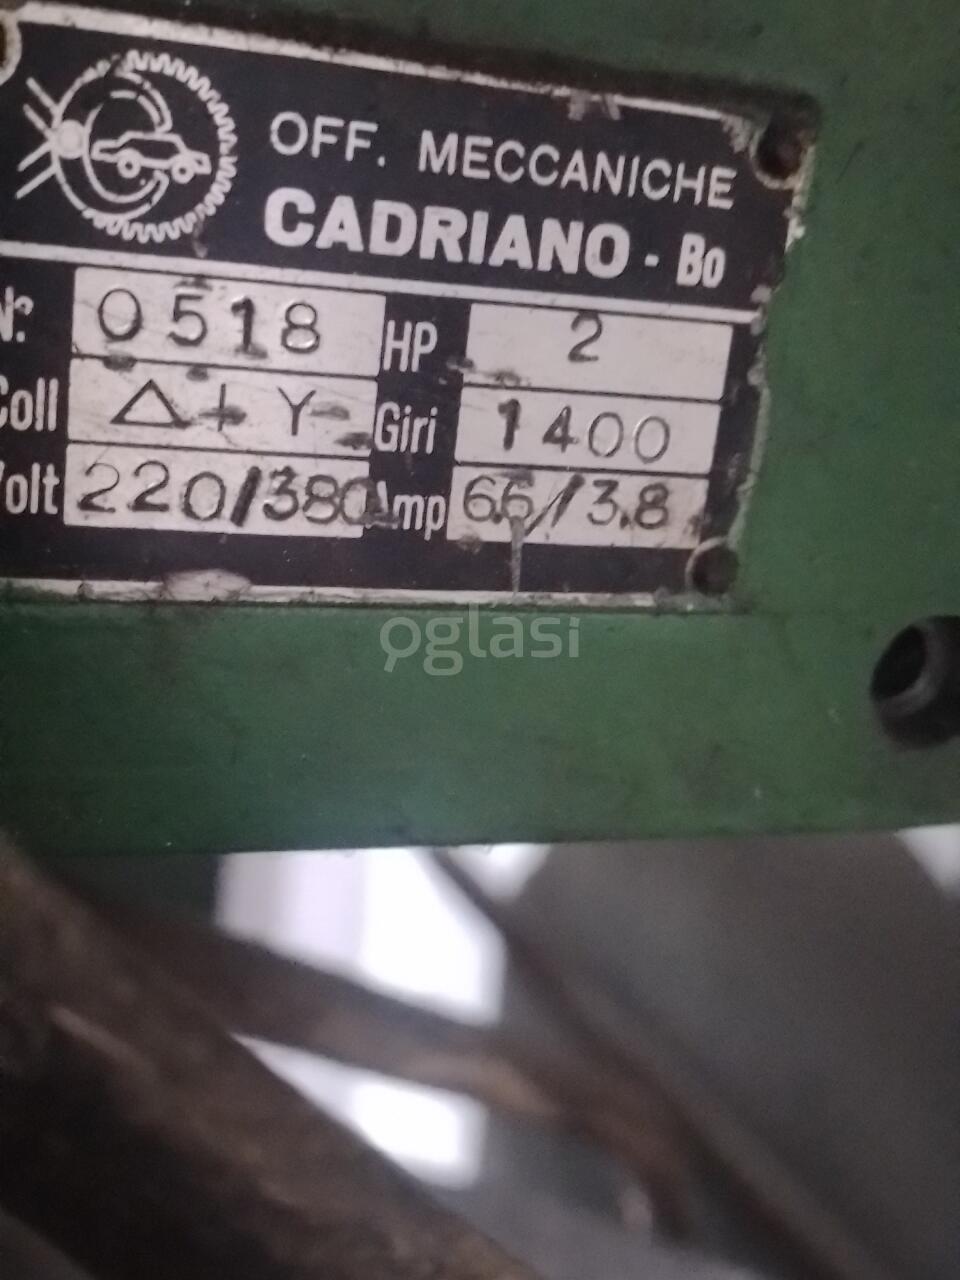 OFF. MECCANICHE
CADRIANO - Bo
N.: 0518 HP 2
Coll Δ+Y- Giri 1400
Volt 220/380 Amp 6.6/3.8
oglasi